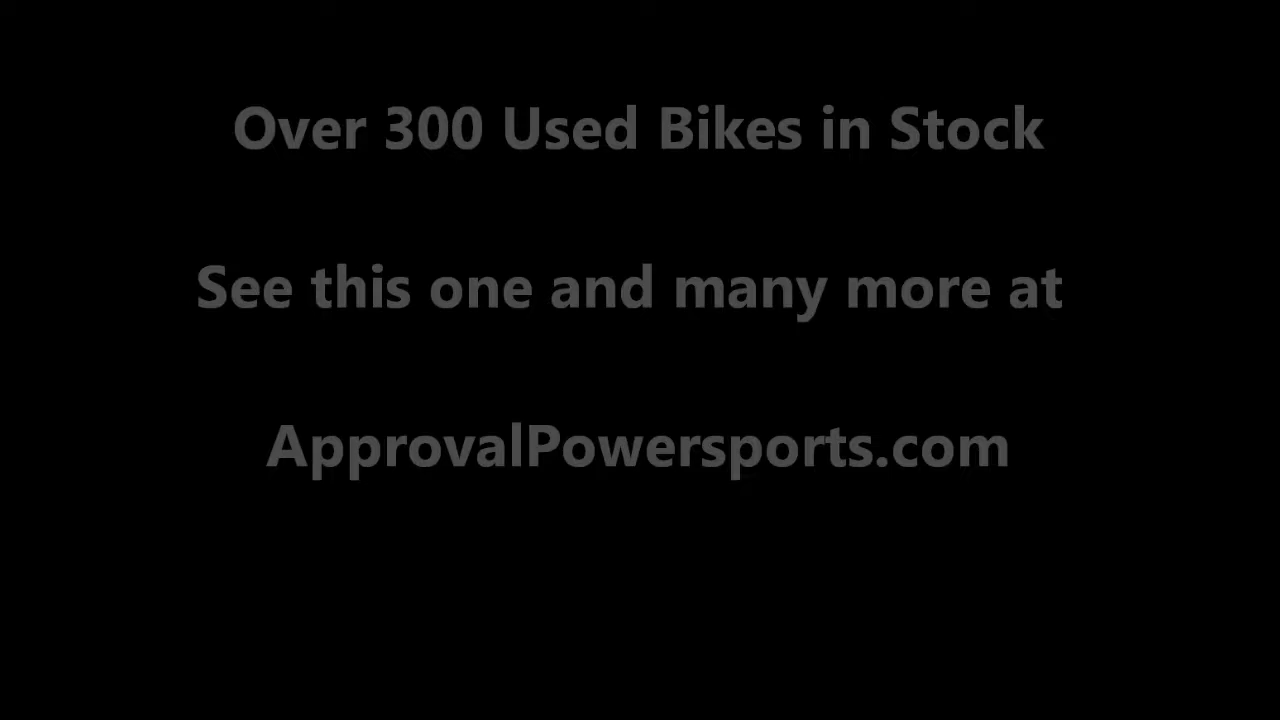 Over 300 Used Bikes in Stock
See this one and many more at
ApprovalPowersports.com